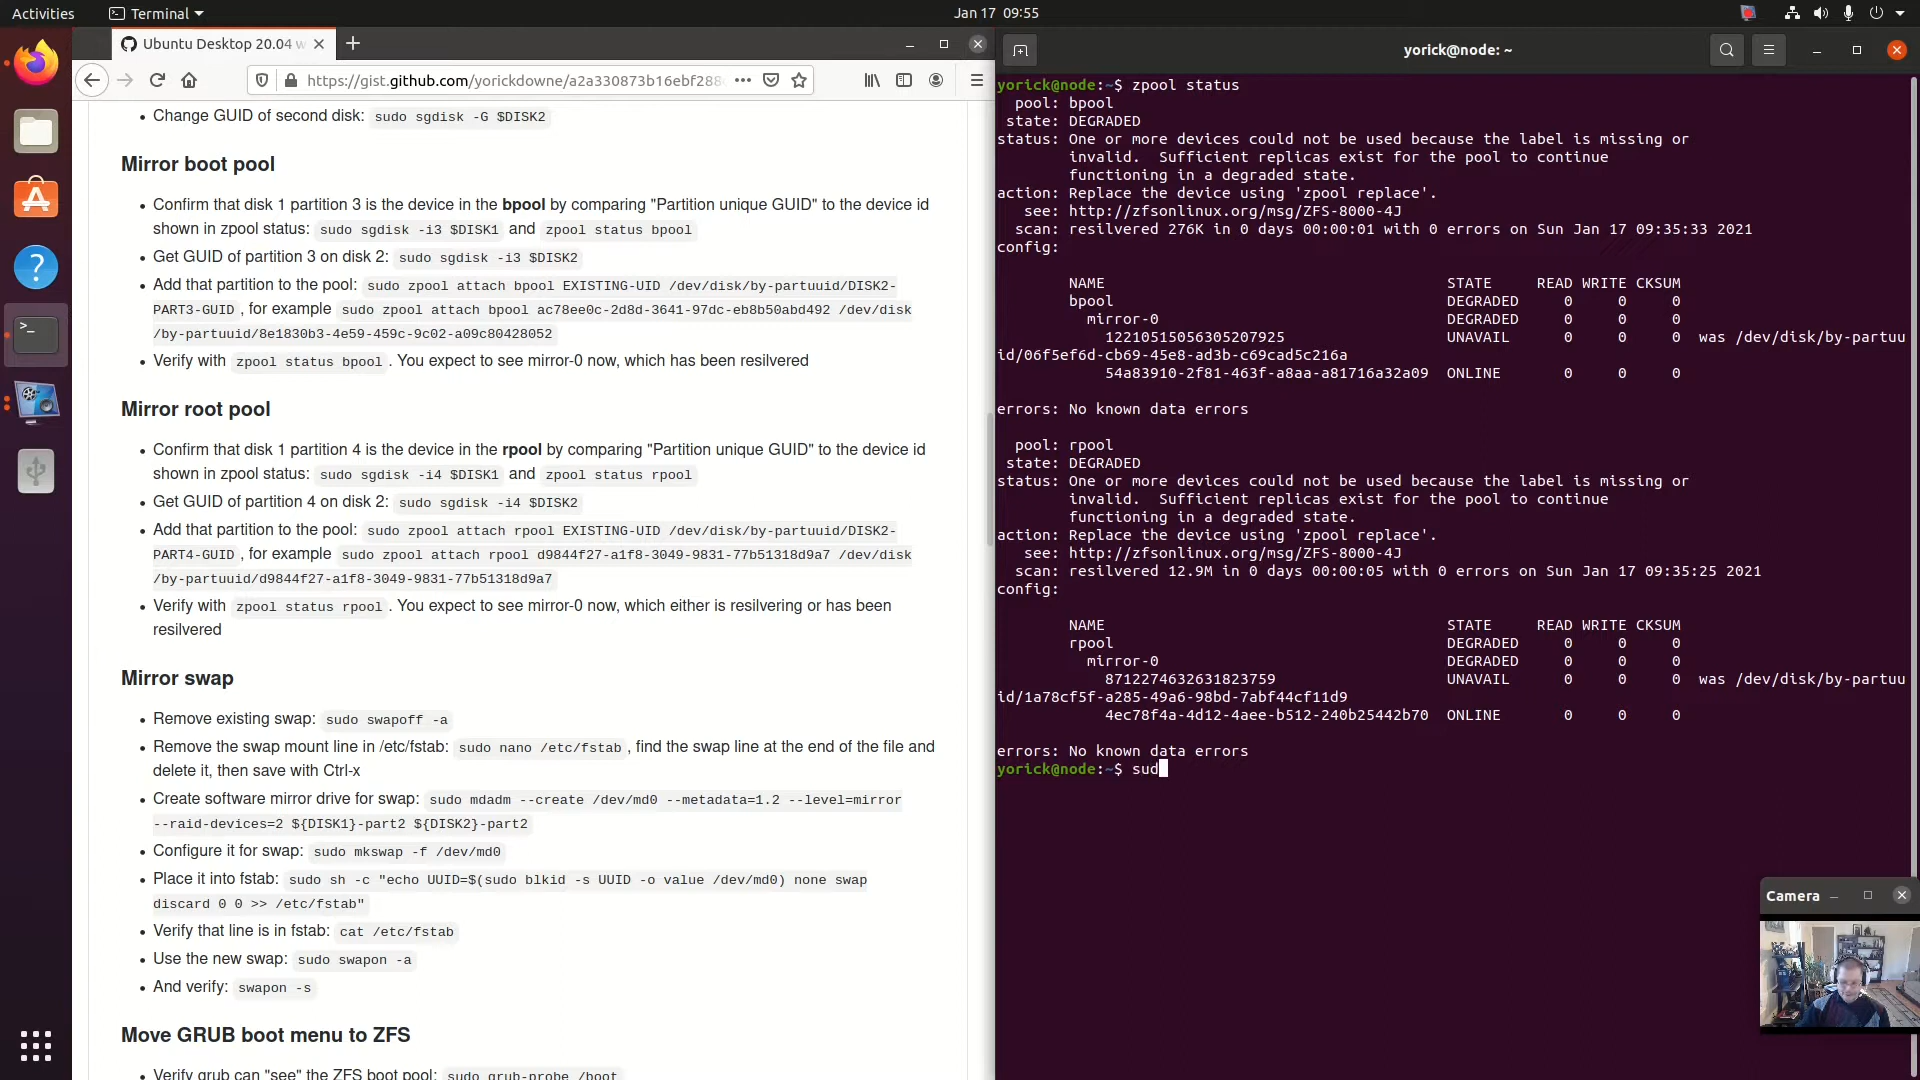 Activities
Terminal
Jan 17 09:55
Ubuntu Desktop 20.04 w
https://gist.github.com/yorickdowne/a2a330873b16ebf288
Change GUID of second disk: sudo sgdisk -G $DISK2
Mirror boot pool
Confirm that disk 1 partition 3 is the device in the bpool by comparing "Partition unique GUID" to the device id
shown in zpool status: sudo sgdisk -i3 $DISK1 and zpool status bpool
Get GUID of partition 3 on disk 2: sudo sgdisk -i3 $DISK2
Add that partition to the pool: sudo zpool attach bpool EXISTING-UID /dev/disk/by-partuuid/DISK2-
PART3-GUID , for example sudo zpool attach bpool ac78ee0c-2d8d-3641-97dc-eb8b50abd492 /dev/disk
/by-partuuid/8e1830b3-4e59-459c-9c02-a09c80428052
Verify with zpool status bpool . You expect to see mirror-0 now, which has been resilvered
Mirror root pool
Confirm that disk 1 partition 4 is the device in the rpool by comparing "Partition unique GUID" to the device id
shown in zpool status: sudo sgdisk -i4 $DISK1 and zpool status rpool
Get GUID of partition 4 on disk 2: sudo sgdisk -i4 $DISK2
Add that partition to the pool: sudo zpool attach rpool EXISTING-UID /dev/disk/by-partuuid/DISK2-
PART4-GUID , for example sudo zpool attach rpool d9844f27-a1f8-3049-9831-77b51318d9a7 /dev/disk
/by-partuuid/d9844f27-a1f8-3049-9831-77b51318d9a7
Verify with zpool status rpool . You expect to see mirror-0 now, which either is resilvering or has been
resilvered
Mirror swap
Remove existing swap: sudo swapoff -a
Remove the swap mount line in /etc/fstab: sudo nano /etc/fstab , find the swap line at the end of the file and
delete it, then save with Ctrl-x
Create software mirror drive for swap: sudo mdadm --create /dev/md0 --metadata=1.2 --level=mirror
--raid-devices=2 ${DISK1}-part2 ${DISK2}-part2
Configure it for swap: sudo mkswap -f /dev/md0
Place it into fstab: sudo sh -c "echo UUID=$(sudo blkid -s UUID -o value /dev/md0) none swap
discard 0 0 >> /etc/fstab"
Verify that line is in fstab: cat /etc/fstab
Use the new swap: sudo swapon -a
And verify: swapon -s
Move GRUB boot menu to ZFS
Verify grub can "see" the ZFS boot pool: sudo grub-probe /boot
yorick@node: ~
yorick@node:~$ zpool status
pool: bpool
state: DEGRADED
status: One or more devices could not be used because the label is missing or
invalid. Sufficient replicas exist for the pool to continue
functioning in a degraded state.
action: Replace the device using 'zpool replace'.
see: http://zfsonlinux.org/msg/ZFS-8000-4J
scan: resilvered 276K in 0 days 00:00:01 with 0 errors on Sun Jan 17 09:35:33 2021
config:
NAME STATE READ WRITE CKSUM
bpool DEGRADED 0 0 0
mirror-0 DEGRADED 0 0 0
12210515056305207925 UNAVAIL 0 0 0 was /dev/disk/by-partuu
id/06f5ef6d-cb69-45e8-ad3b-c69cad5c216a
54a83910-2f81-463f-a8aa-a81716a32a09 ONLINE 0 0 0
errors: No known data errors
pool: rpool
state: DEGRADED
status: One or more devices could not be used because the label is missing or
invalid. Sufficient replicas exist for the pool to continue
functioning in a degraded state.
action: Replace the device using 'zpool replace'.
see: http://zfsonlinux.org/msg/ZFS-8000-4J
scan: resilvered 12.9M in 0 days 00:00:05 with 0 errors on Sun Jan 17 09:35:25 2021
config:
NAME STATE READ WRITE CKSUM
rpool DEGRADED 0 0 0
mirror-0 DEGRADED 0 0 0
8712274632631823759 UNAVAIL 0 0 0 was /dev/disk/by-partuu
id/1a78cf5f-a285-49a6-98bd-7abf44cf11d9
4ec78f4a-4d12-4aee-b512-240b25442b70 ONLINE 0 0 0
errors: No known data errors
yorick@node:~$ sud
Camera